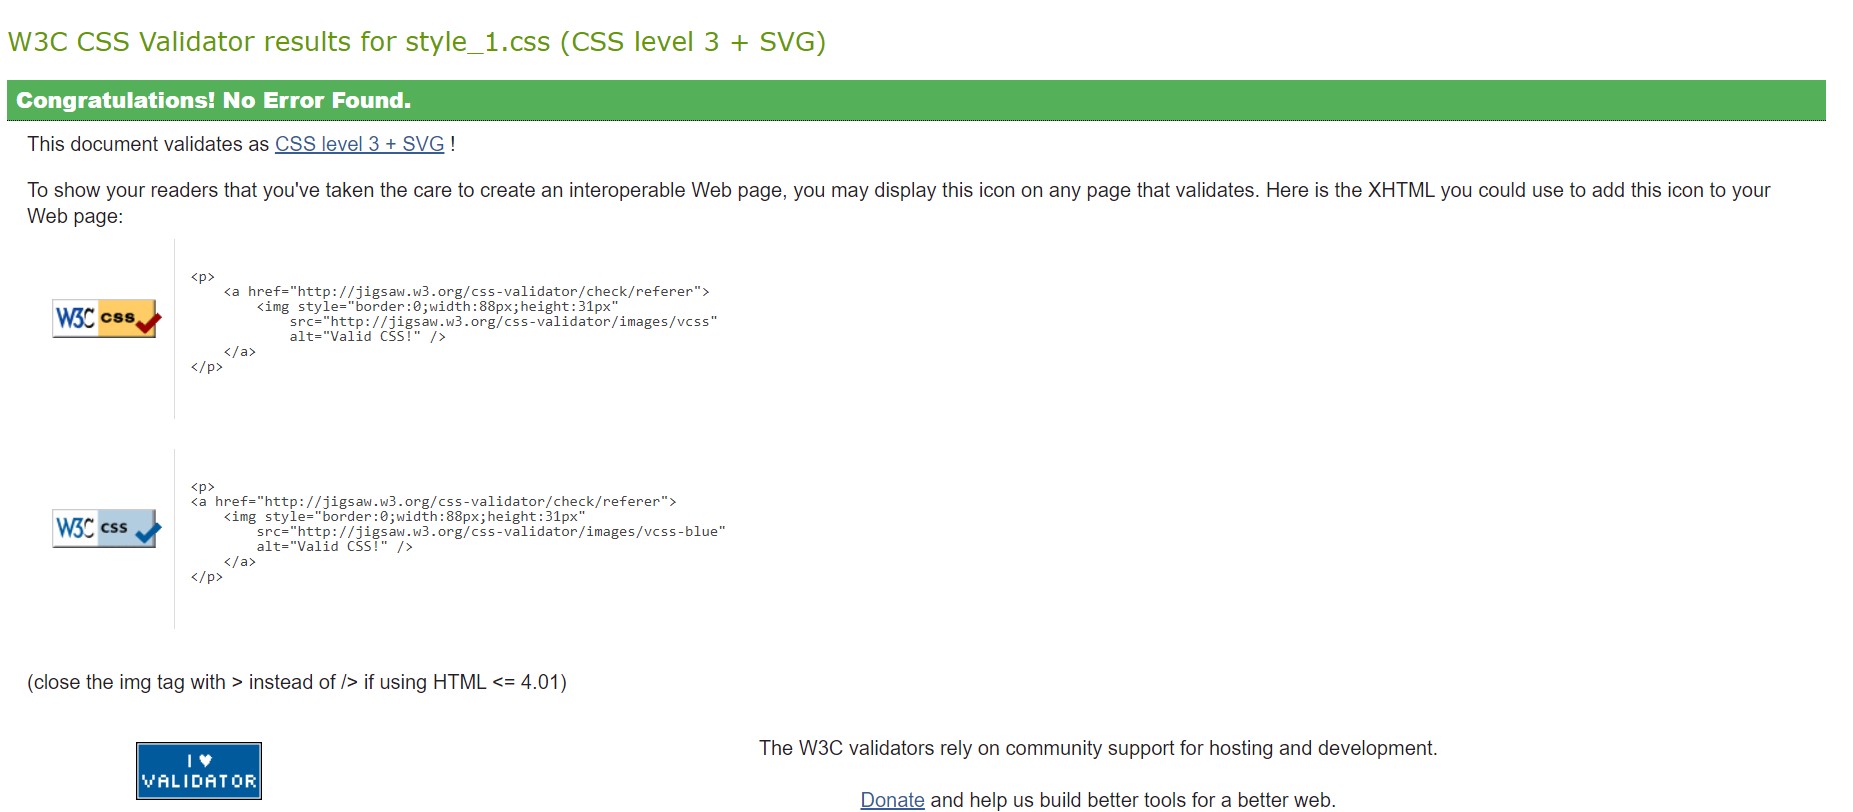 W3C CSS Validator results for style_1.css (CSS level 3 + SVG)
Congratulations! No Error Found.
This document validates as CSS level 3 + SVG !
To show your readers that you've taken the care to create an interoperable Web page, you may display this icon on any page that validates. Here is the XHTML you could use to add this icon to your
Web page:
W3C css
<p>
    <a href="http://jigsaw.w3.org/css-validator/check/referer">
        <img style="border:0;width:88px;height:31px"
            src="http://jigsaw.w3.org/css-validator/images/vcss"
            alt="Valid CSS!" />
    </a>
</p>
W3C css
<p>
<a href="http://jigsaw.w3.org/css-validator/check/referer">
    <img style="border:0;width:88px;height:31px"
        src="http://jigsaw.w3.org/css-validator/images/vcss-blue"
        alt="Valid CSS!" />
    </a>
</p>
(close the img tag with > instead of /> if using HTML <= 4.01)
I ♥
VALIDATOR
The W3C validators rely on community support for hosting and development.
Donate and help us build better tools for a better web.